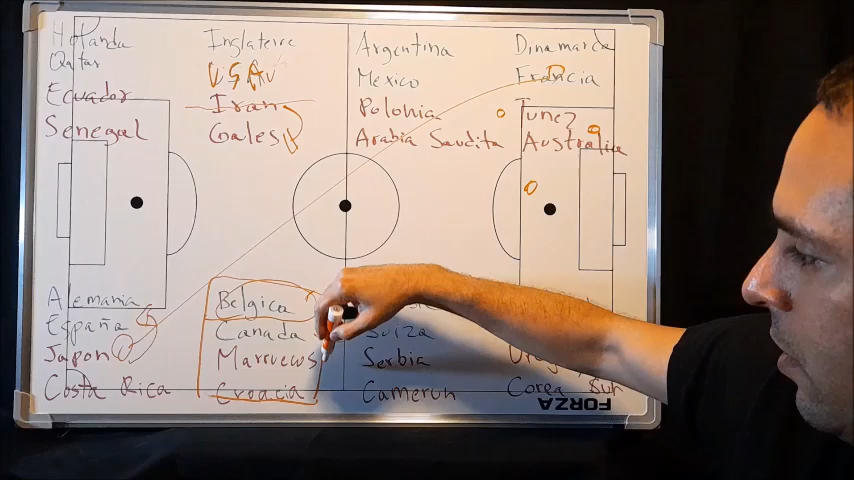 Holanda
Qatar
Ecuador
Senegal
Inglaterre
USA
Iran
Gales
Argentina
Mexico
Polonia
Arabia Saudita
Dinamarca
Francia
Tunez
Australia
Alemania
España
Japon
Costa Rica
Belgica
Canada
Marruecos
Croacia
Suiza
Serbia
Camerun
Corea Sur
FORZA